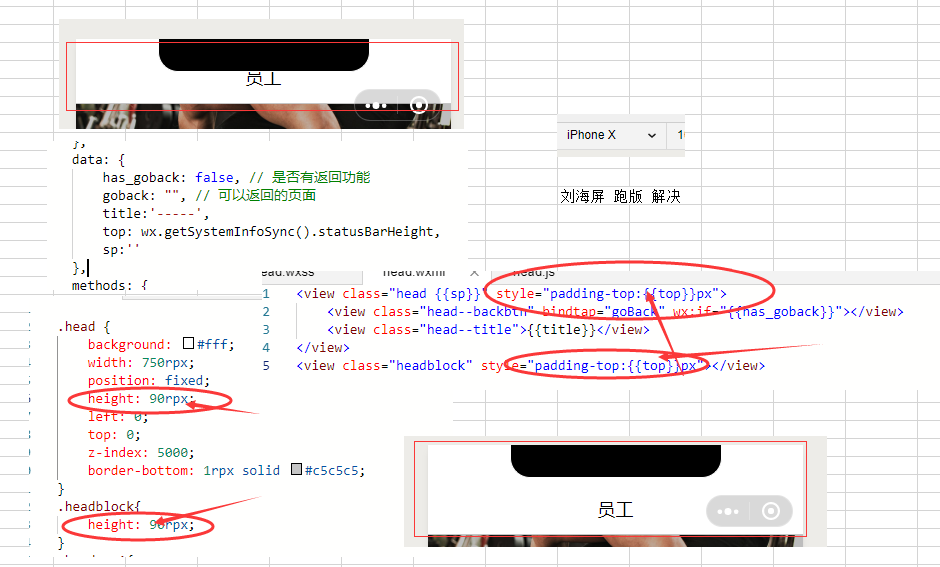 员工
},
data: {
has_goback: false, // 是否有返回功能
goback: "", // 可以返回的页面
title:'-----',
top: wx.getSystemInfoSync().statusBarHeight,
sp:''
},
methods: {
iPhone X
刘海屏 跑版 解决
head.wxml
head.js
1 <view class="head {{sp}}" style="padding-top:{{top}}px">
2 <view class="head--backbtn" bindtap="goBack" wx:if="{{has_goback}}"></view>
3 <view class="head--title">{{title}}</view>
4 </view>
5 <view class="headblock" style="padding-top:{{top}}px"></view>
.head {
background: #fff;
width: 750rpx;
position: fixed;
height: 90rpx;
left: 0;
top: 0;
z-index: 5000;
border-bottom: 1rpx solid #c5c5c5;
}
.headblock{
height: 90rpx;
}
员工